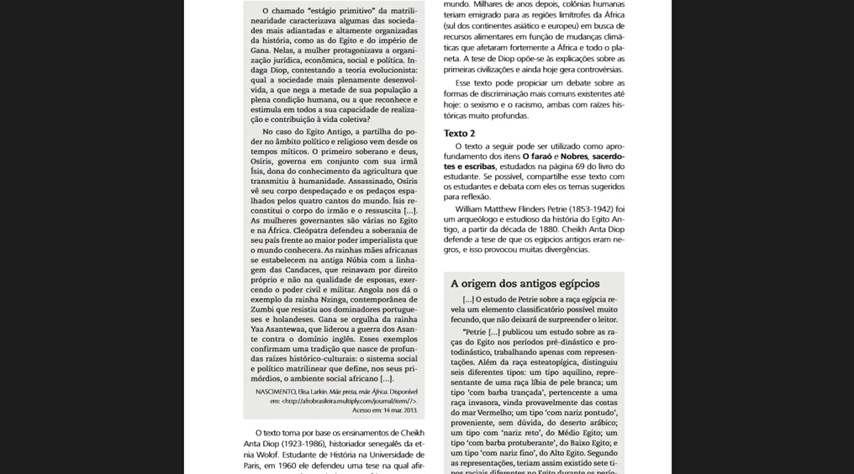 O chamado “estágio primitivo” da matrili-
nearidade caracterizava algumas das socieda-
des mais adiantadas e altamente organizadas
da história, como as do Egito e do império de
Gana. Nelas, a mulher protagonizava a organi-
zação jurídica, econômica, social e política. In-
daga Diop, contestando a teoria evolucionista:
qual a sociedade mais plenamente desenvol-
vida, a que nega a metade de sua população a
plena condição humana, ou a que reconhece e
estimula em todos a sua capacidade de realiza-
ção e contribuição à vida coletiva?
No caso do Egito Antigo, a partilha do po-
der no âmbito político e religioso vem desde os
tempos míticos. O primeiro soberano e deus,
Osíris, governa em conjunto com sua irmã
Ísis, dona do conhecimento da agricultura que
transmitiu à humanidade. Assassinado, Osíris
vê seu corpo despedaçado e os pedaços espa-
lhados pelos quatro cantos do mundo. Ísis re-
constitui o corpo do irmão e o ressuscita [...].
As mulheres governantes são várias no Egito
e na África. Cleópatra defendeu a soberania de
seu país frente ao maior poder imperialista que
o mundo conhecera. As rainhas mães africanas
se estabelecem na antiga Núbia com a linha-
gem das Candaces, que reinavam por direito
próprio e não na qualidade de esposas, exer-
cendo o poder civil e militar. Angola nos dá o
exemplo da rainha Nzinga, contemporânea de
Zumbi que resistiu aos dominadores portugue-
ses e holandeses. Gana se orgulha da rainha
Yaa Asantewaa, que liderou a guerra dos Asan-
te contra o domínio inglês. Esses exemplos
confirmam uma tradição que nasce de profun-
das raízes histórico-culturais: o sistema social
e político matrilinear que define, nos seus pri-
mórdios, o ambiente social africano [...].
NASCIMENTO, Elisa Larkin. Mãe preta, mãe África. Disponível
em: <http://afrobrasileira.multiply.com/journal/item/7>.
Acesso em: 14 mar. 2013.
O texto toma por base os ensinamentos de Cheikh
Anta Diop (1923-1986), historiador senegalês da et-
nia Wolof. Estudante de História na Universidade de
Paris, em 1960 ele defendeu uma tese na qual afir-
mundo. Milhares de anos depois, colônias humanas
teriam emigrado para as regiões limítrofes da África
(sul dos continentes asiático e europeu) em busca de
recursos alimentares em função de mudanças climá-
ticas que afetaram fortemente a África e todo o pla-
neta. A tese de Diop opõe-se às explicações sobre as
primeiras civilizações e ainda hoje gera controvérsias.
Esse texto pode propiciar um debate sobre as
formas de discriminação mais comuns existentes até
hoje: o sexismo e o racismo, ambas com raízes his-
tóricas muito profundas.
Texto 2
O texto a seguir pode ser utilizado como apro-
fundamento dos itens O faraó e Nobres, sacerdo-
tes e escribas, estudados na página 69 do livro do
estudante. Se possível, compartilhe esse texto com
os estudantes e debata com eles os temas sugeridos
para reflexão.
William Matthew Flinders Petrie (1853-1942) foi
um arqueólogo e estudioso da história do Egito An-
tigo, a partir da década de 1880. Cheikh Anta Diop
defende a tese de que os egípcios antigos eram ne-
gros, e isso provocou muitas divergências.
A origem dos antigos egípcios
[...] O estudo de Petrie sobre a raça egípcia re-
vela um elemento classificatório possível muito
fecundo, que não deixará de surpreender o leitor.
“Petrie [...] publicou um estudo sobre as ra-
ças do Egito nos períodos pré-dinástico e pro-
todinástico, trabalhando apenas com represen-
tações. Além da raça esteatopígica, distinguiu
seis diferentes tipos: um tipo aquilino, repre-
sentante de uma raça líbia de pele branca; um
tipo ‘com barba trançada’, pertencente a uma
raça invasora, vinda provavelmente das costas
do mar Vermelho; um tipo ‘com nariz pontudo’,
proveniente, sem dúvida, do deserto arábico;
um tipo ‘com nariz reto’, do Médio Egito; um
tipo ‘com barba protuberante’, do Baixo Egito; e
um tipo ‘com nariz fino’, do Alto Egito. Segundo
as representações, teriam assim existido sete ti-
pos raciais diferentes no Egito durante os perío-